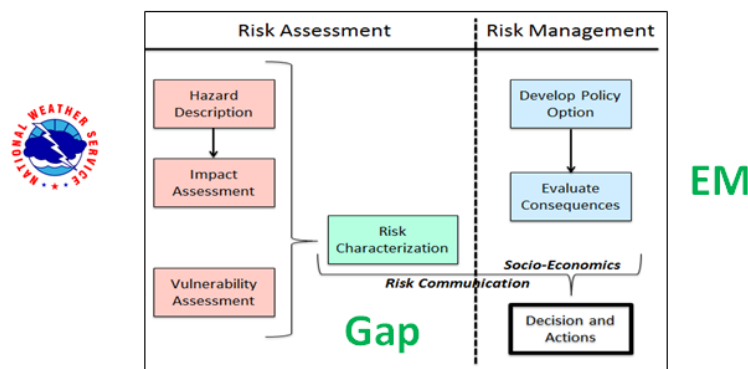 Risk Assessment
Risk Management
NATIONAL WEATHER SERVICE
Hazard
Description
Impact
Assessment
Vulnerability
Assessment
Risk
Characterization
Gap
Develop Policy
Option
Evaluate
Consequences
EM
Socio-Economics
Risk Communication
Decision and
Actions